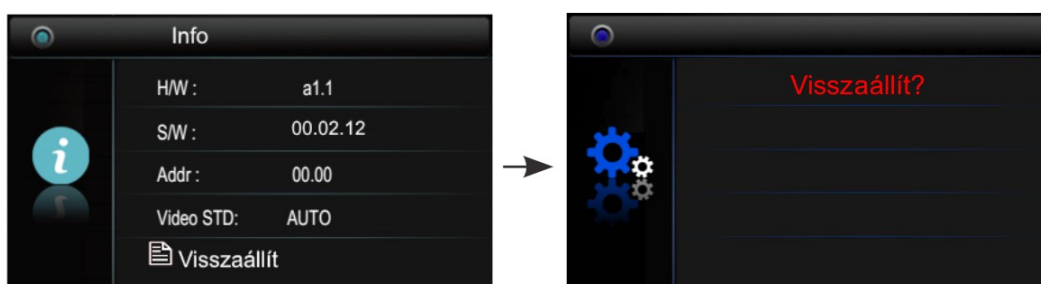 Info
H/W : a1.1
S/W : 00.02.12
Addr : 00.00
Video STD: AUTO
Visszaállít
Visszaállít?